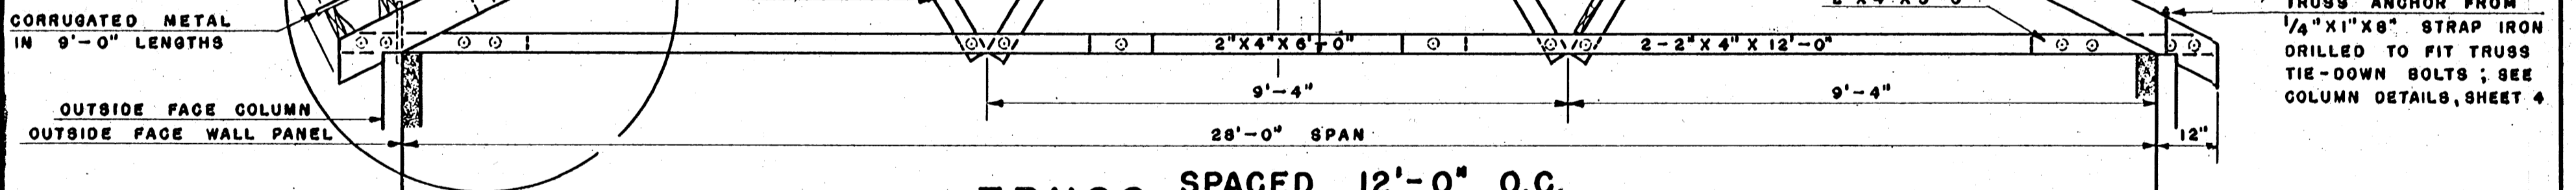 CORRUGATED METAL
IN 9'-0" LENGTHS
OUTSIDE FACE COLUMN
OUTSIDE FACE WALL PANEL
2"X4"X6'-0"
2-2"X4"X12'-0"
9'-4"
9'-4"
28'-0" SPAN
12"
TRUSS ANCHOR FROM
1/4"X1"X8" STRAP IRON
DRILLED TO FIT TRUSS
TIE-DOWN BOLTS; SEE
COLUMN DETAILS, SHEET 4
SPACED 12'-0" O.C.